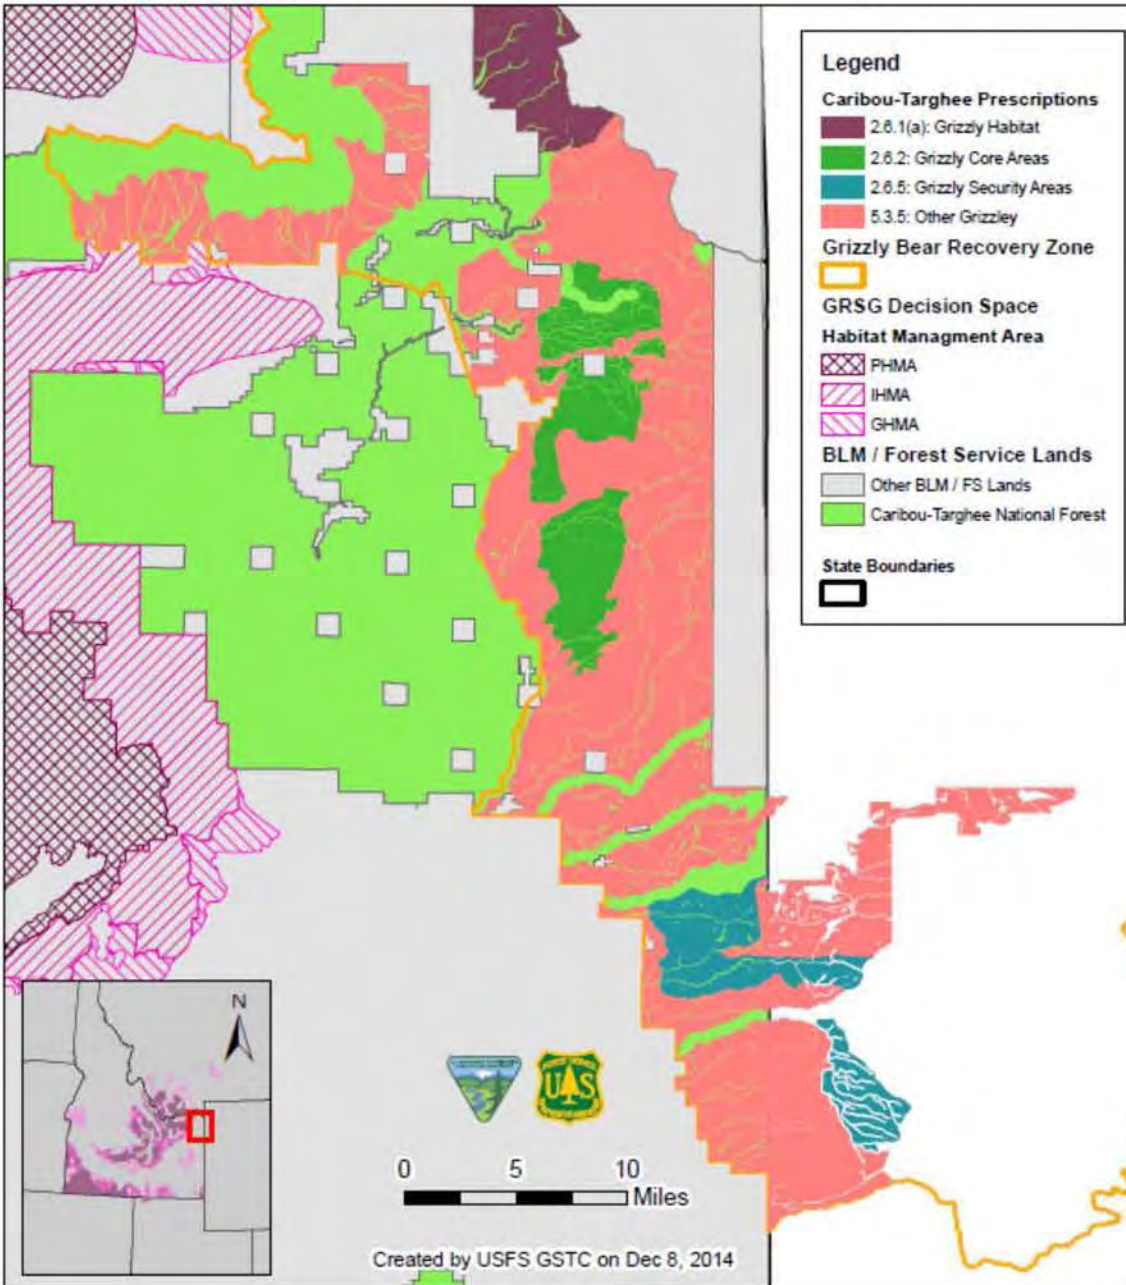 Legend
Caribou-Targhee Prescriptions
2.6.1(a): Grizzly Habitat
2.6.2: Grizzly Core Areas
2.6.5: Grizzly Security Areas
5.3.5: Other Grizzley
Grizzly Bear Recovery Zone
GRSG Decision Space
Habitat Managment Area
PHMA
IHMA
GHMA
BLM / Forest Service Lands
Other BLM / FS Lands
Caribou-Targhee National Forest
State Boundaries
N
US
0 5 10
Miles
Created by USFS GSTC on Dec 8, 2014